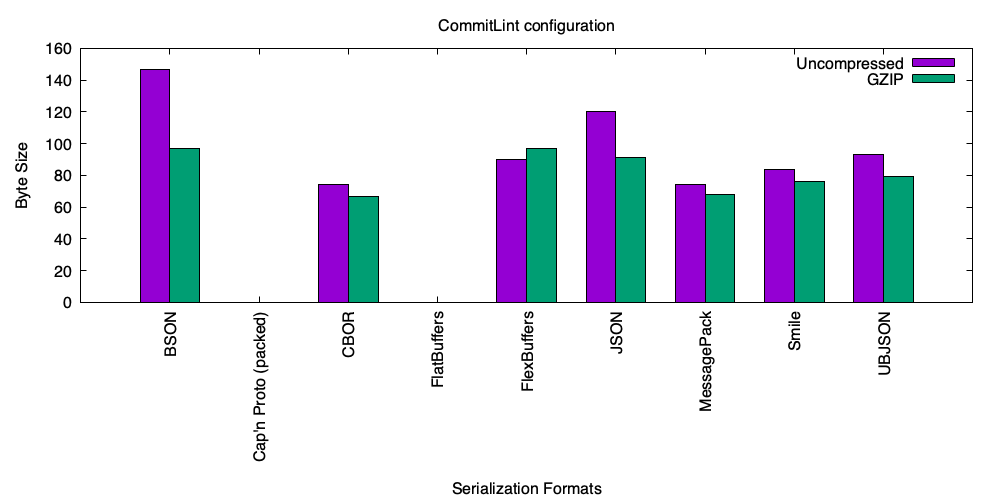 CommitLint configuration
Uncompressed
GZIP
Byte Size
160
140
120
100
80
60
40
20
0
BSON
Cap'n Proto (packed)
CBOR
FlatBuffers
FlexBuffers
JSON
MessagePack
Smile
UBJSON
Serialization Formats